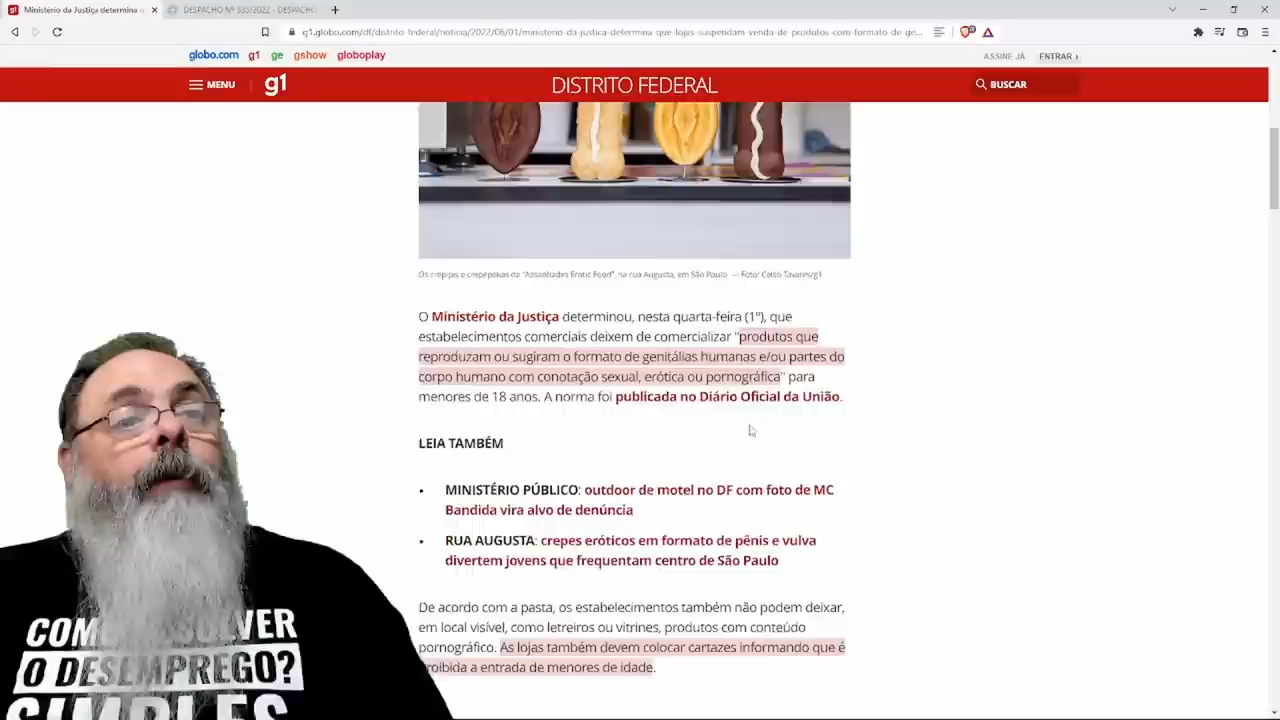 Ministério da Justiça determina q
DESPACHO Nº 535/2022 - DESPACHO
g1.globo.com/df/distrito-federal/noticia/2022/06/01/ministerio-da-justica-determina-que-lojas-suspendam-venda-de-produtos-com-formato-de-ge...
globo.com g1 ge gshow globoplay ASSINE JÁ ENTRAR ›
MENU g1 DISTRITO FEDERAL BUSCAR
Os crepipis e crepepekas da "Assanhadxs Erotic Food", na rua Augusta, em São Paulo — Foto: Celso Tavares/g1
O Ministério da Justiça determinou, nesta quarta-feira (1º), que
estabelecimentos comerciais deixem de comercializar "produtos que
reproduzam ou sugiram o formato de genitálias humanas e/ou partes do
corpo humano com conotação sexual, erótica ou pornográfica" para
menores de 18 anos. A norma foi publicada no Diário Oficial da União.
LEIA TAMBÉM
• MINISTÉRIO PÚBLICO: outdoor de motel no DF com foto de MC
Bandida vira alvo de denúncia
• RUA AUGUSTA: crepes eróticos em formato de pênis e vulva
divertem jovens que frequentam centro de São Paulo
De acordo com a pasta, os estabelecimentos também não podem deixar,
em local visível, como letreiros ou vitrines, produtos com conteúdo
pornográfico. As lojas também devem colocar cartazes informando que é
roibida a entrada de menores de idade.
COM LVER
O DESEMPREGO?
SIMPLES